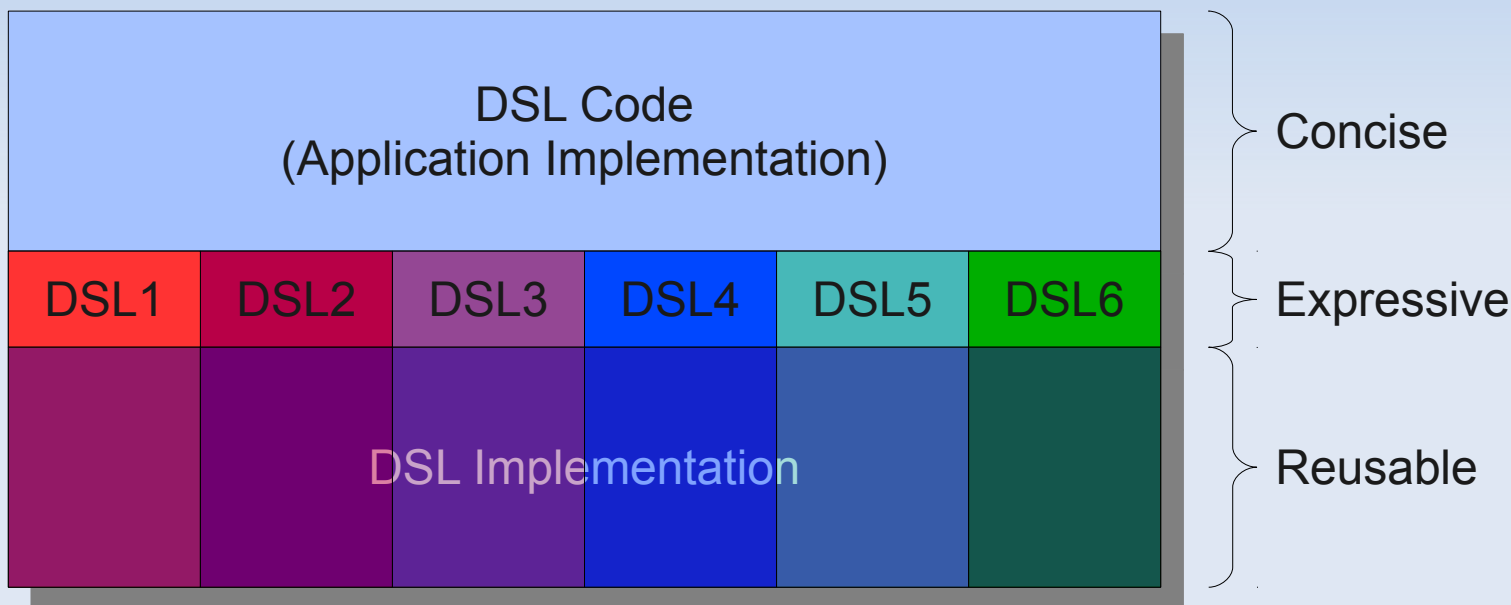 DSL Code
(Application Implementation)
Concise
DSL1 DSL2 DSL3 DSL4 DSL5 DSL6
Expressive
DSL Implementation
Reusable